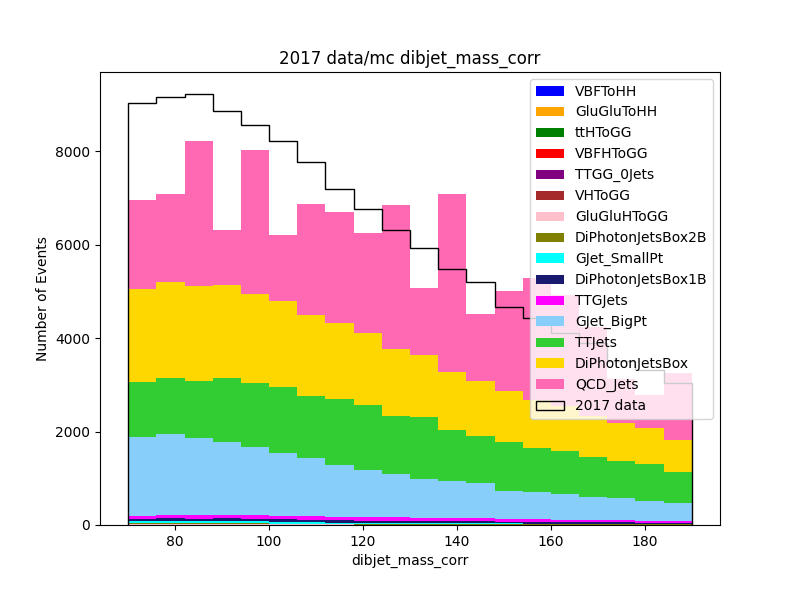 2017 data/mc dibjet_mass_corr
Number of Events
8000
6000
4000
2000
0
80
100
120
140
160
180
dibjet_mass_corr
VBFToHH
GluGluToHH
ttHToGG
VBFHToGG
TTGG_0Jets
VHToGG
GluGluHToGG
DiPhotonJetsBox2B
GJet_SmallPt
DiPhotonJetsBox1B
TTGJets
GJet_BigPt
TTJets
DiPhotonJetsBox
QCD_Jets
2017 data